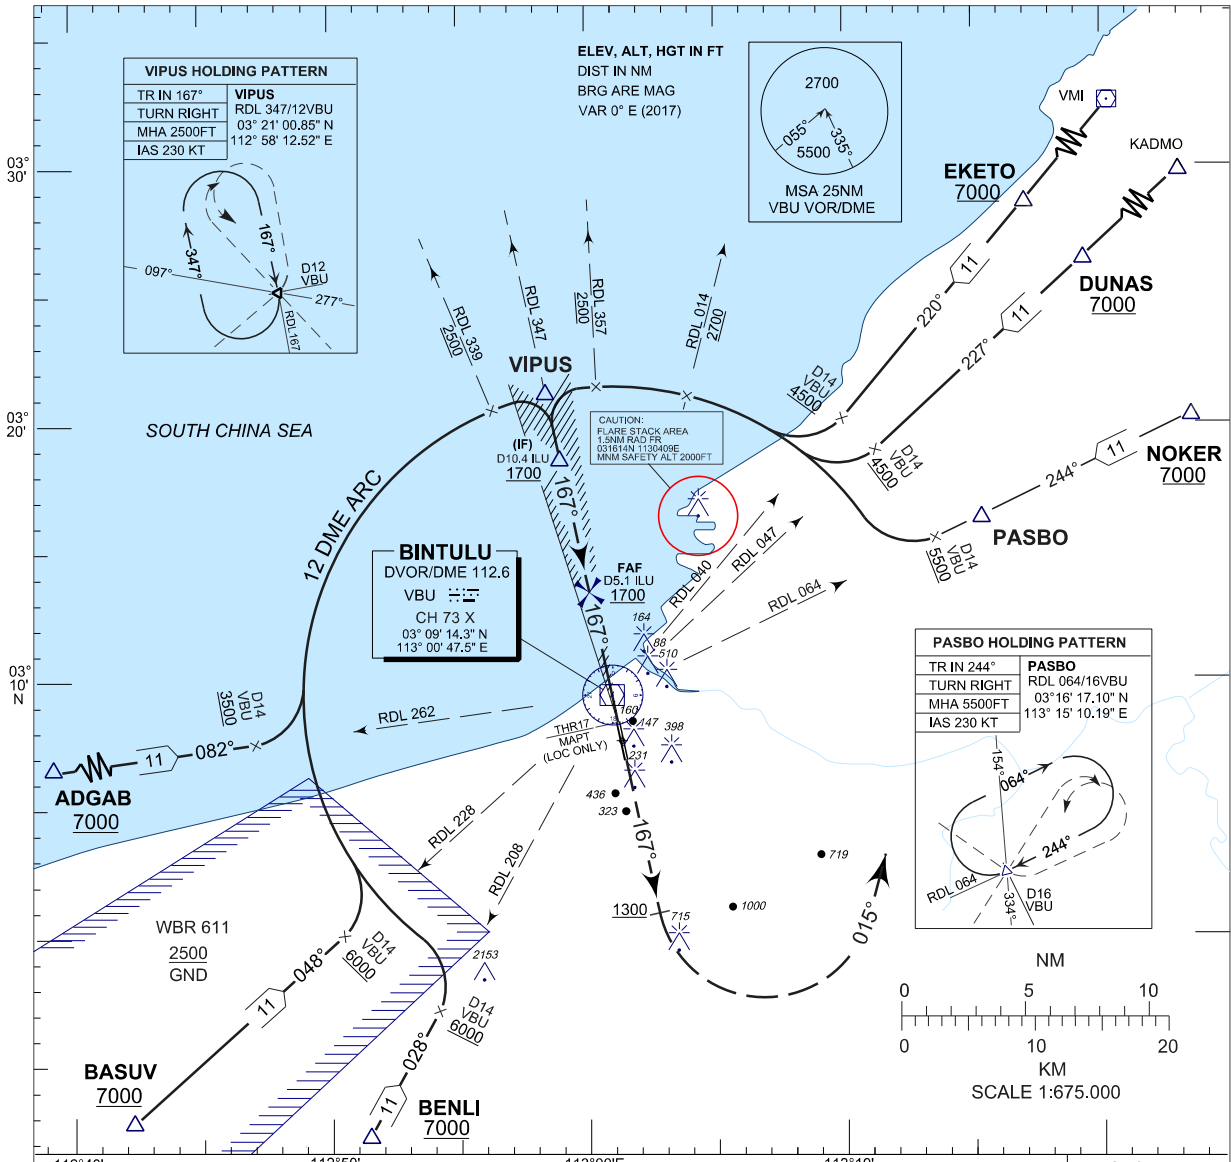 ELEV, ALT, HGT IN FT
DIST IN NM
BRG ARE MAG
VAR 0° E (2017)
VIPUS HOLDING PATTERN
TR IN 167°
TURN RIGHT
MHA 2500FT
IAS 230 KT
VIPUS
RDL 347/12VBU
03° 21' 00.85" N
112° 58' 12.52" E
167°
347°
097°
D12
VBU
277°
RDL167
2700
055°
335°
5500
MSA 25NM
VBU VOR/DME
VMI
KADMO
EKETO
7000
DUNAS
7000
NOKER
7000
PASBO
11
220°
11
227°
11
244°
D14
VBU
4500
D14
VBU
4500
D14
VBU
5500
03°
30'
03°
20'
03°
10'
N
SOUTH CHINA SEA
RDL 339
2500
RDL 347
RDL 357
2500
RDL 014
2700
VIPUS
(IF)
D10.4 ILU
1700
167°
CAUTION:
FLARE STACK AREA
1.5NM RAD FR
031614N 1130409E
MNM SAFETY ALT 2000FT
12 DME ARC
BINTULU
DVOR/DME 112.6
VBU
CH 73 X
03° 09' 14.3" N
113° 00' 47.5" E
FAF
D5.1 ILU
1700
167°
RDL 040
RDL 047
RDL 064
164
88
510
160
147
398
231
436
323
719
1000
715
2153
THR17
MAPT
(LOC ONLY)
RDL 262
RDL 228
RDL 208
D14
VBU
3500
11
082°
ADGAB
7000
WBR 611
2500
GND
D14
VBU
6000
048°
11
BASUV
7000
D14
VBU
6000
028°
11
BENLI
7000
167°
1300
015°
PASBO HOLDING PATTERN
TR IN 244°
TURN RIGHT
MHA 5500FT
IAS 230 KT
PASBO
RDL 064/16VBU
03°16' 17.10" N
113° 15' 10.19" E
154°
064°
244°
RDL 064
D16
VBU
334°
NM
0 5 10
0 10 20
KM
SCALE 1:675.000